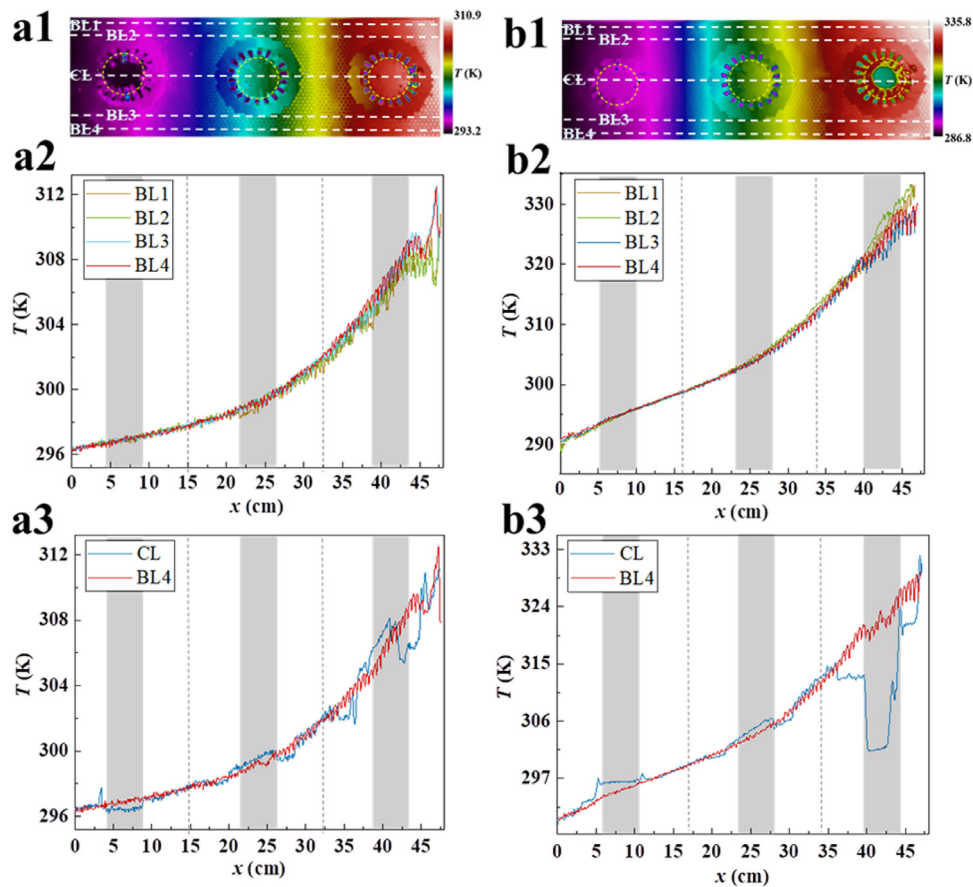 a1
BL1
BL2
CL
BL3
BL4
310.9
T (K)
293.2
b1
BL1
BL2
CL
BL3
BL4
335.8
T (K)
286.8
a2
BL1
BL2
BL3
BL4
312
308
304
300
296
T (K)
0 5 10 15 20 25 30 35 40 45
x (cm)
b2
BL1
BL2
BL3
BL4
330
320
310
300
290
T (K)
0 5 10 15 20 25 30 35 40 45
x (cm)
a3
CL
BL4
312
308
304
300
296
T (K)
0 5 10 15 20 25 30 35 40 45
x (cm)
b3
CL
BL4
333
324
315
306
297
T (K)
0 5 10 15 20 25 30 35 40 45
x (cm)